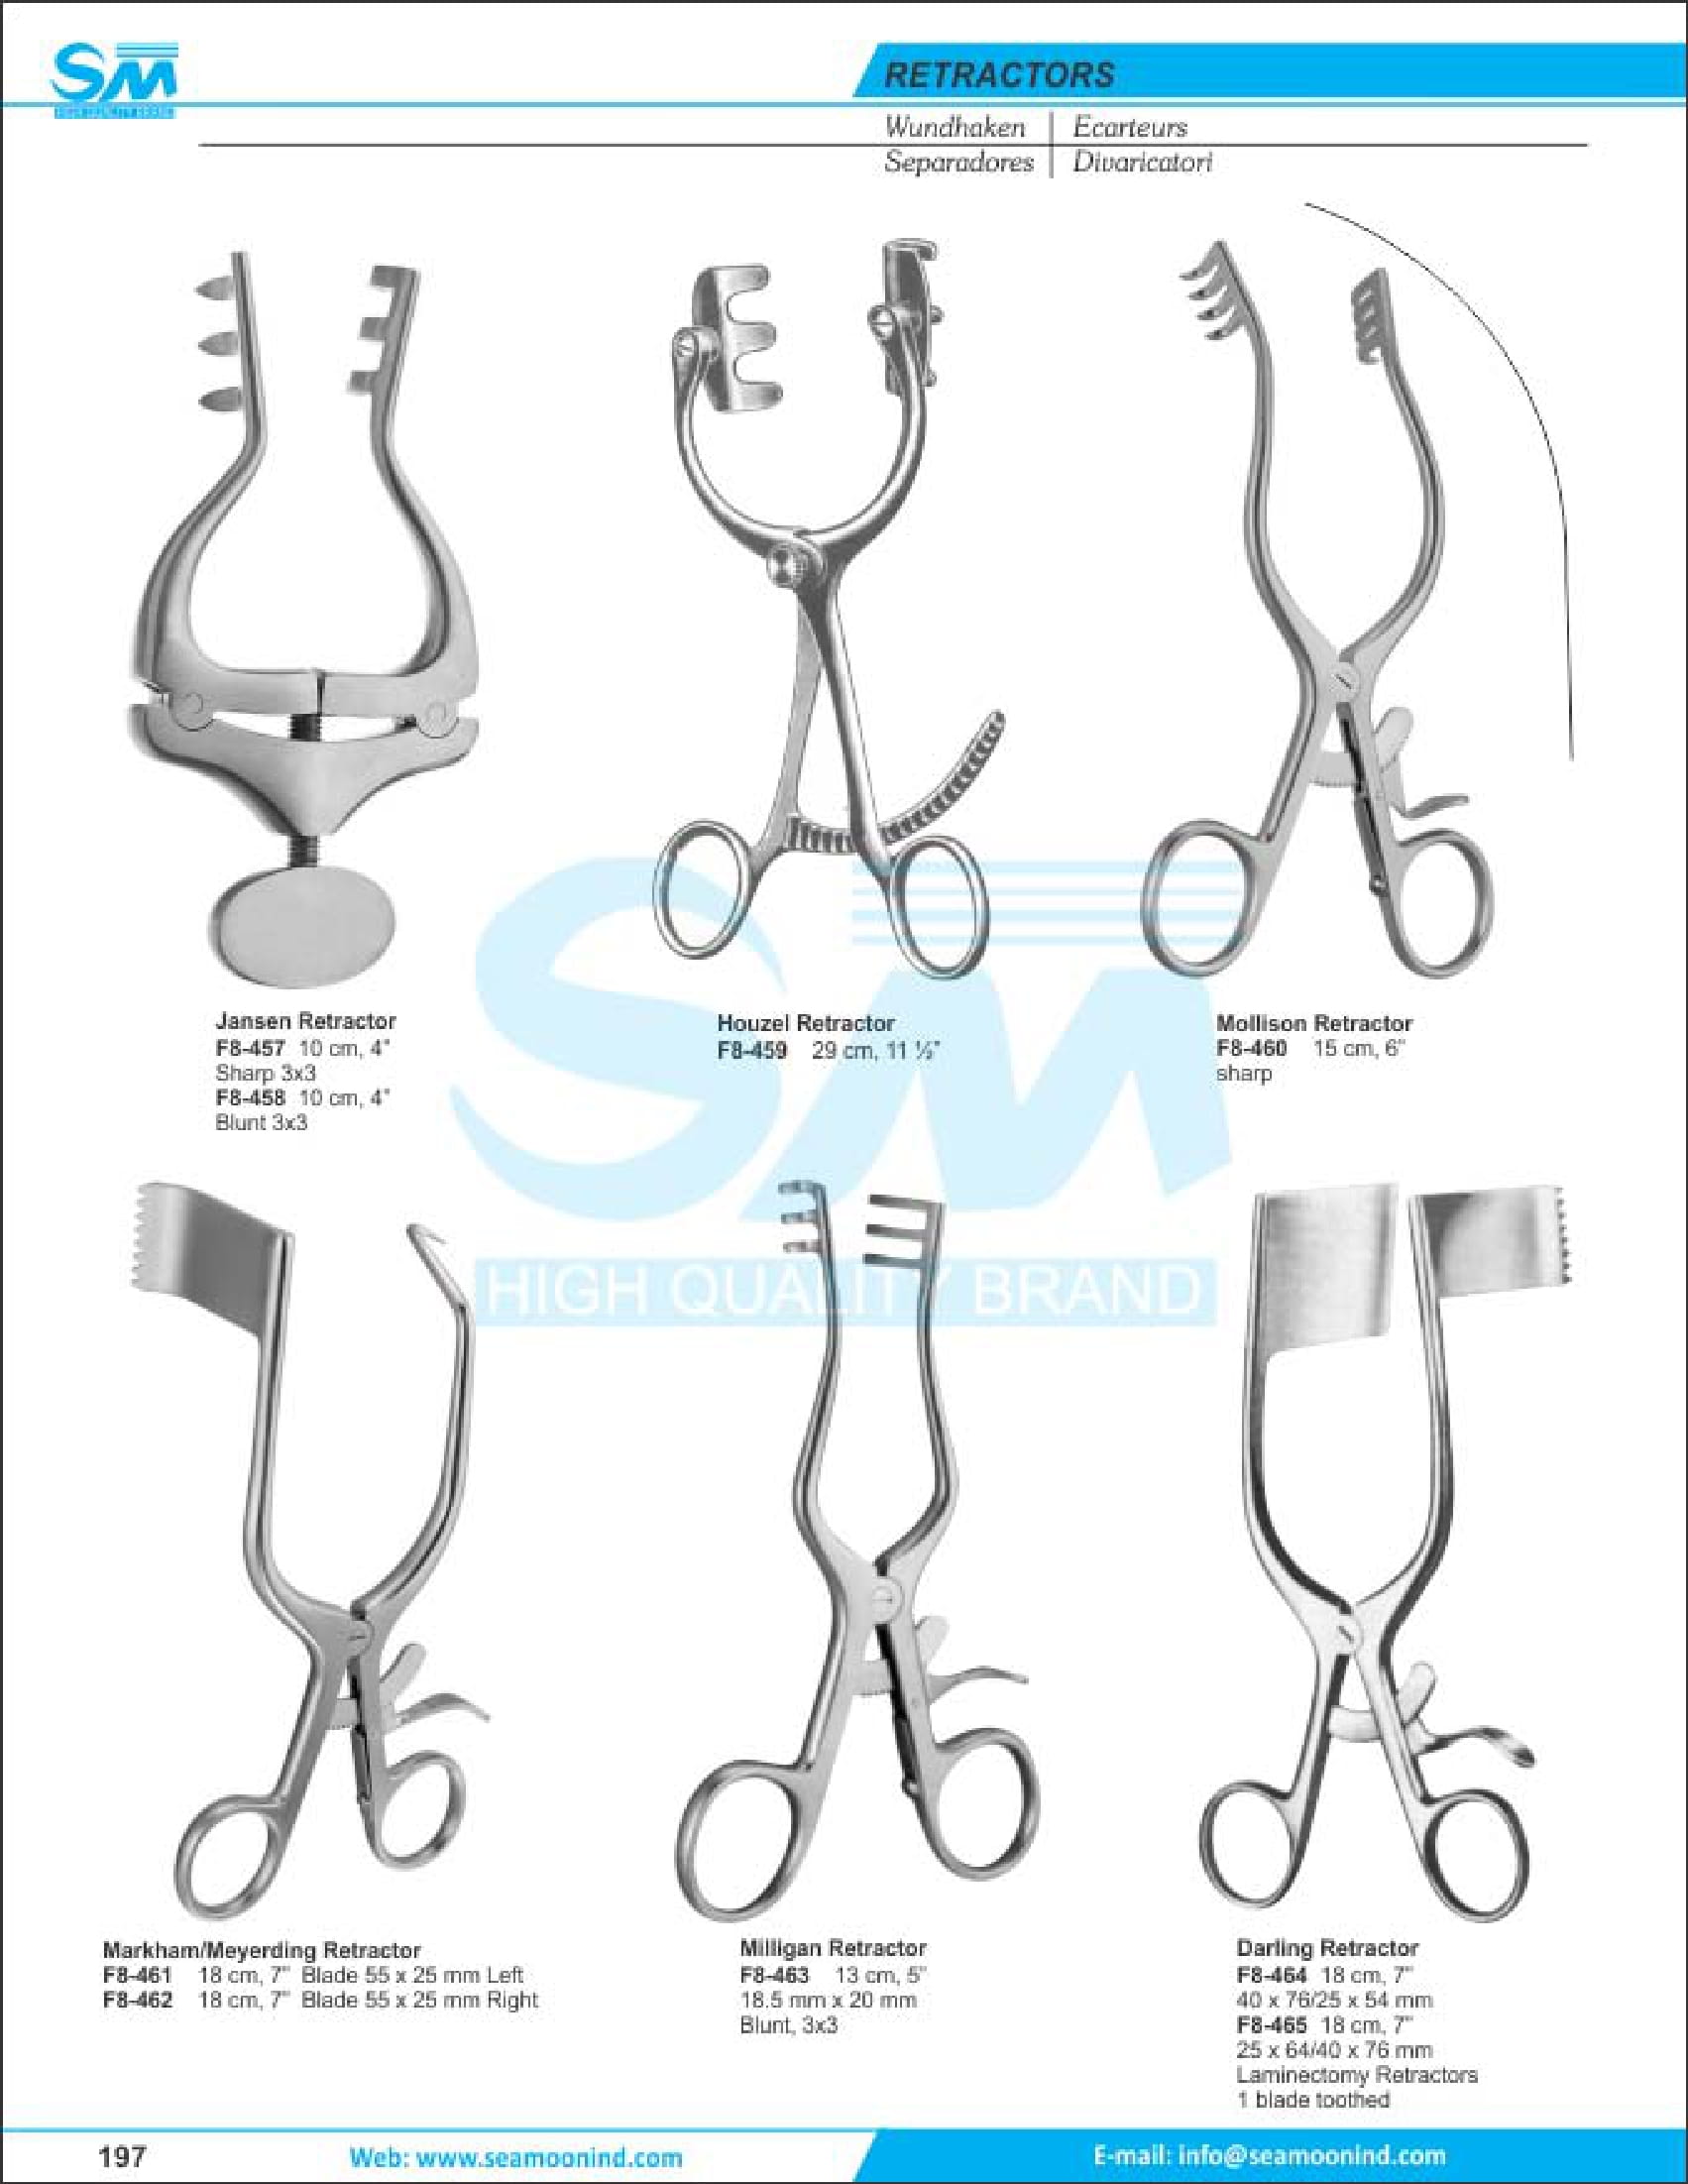 SM
RETRACTORS
Wundhaken
Ecarteurs
Separadores
Divaricatori
Jansen Retractor
F8-457 10 cm, 4"
Sharp 3x3
F8-458 10 cm, 4"
Blunt 3x3
Houzel Retractor
F8-459 29 cm, 11 ½"
Mollison Retractor
F8-460 15 cm, 6"
sharp
SM
HIGH QUALITY BRAND
Markham/Meyerding Retractor
F8-461 18 cm, 7" Blade 55 x 25 mm Left
F8-462 18 cm, 7" Blade 55 x 25 mm Right
Milligan Retractor
F8-463 13 cm, 5"
18.5 mm x 20 mm
Blunt, 3x3
Darling Retractor
F8-464 18 cm, 7"
40 x 76/25 x 54 mm
F8-465 18 cm, 7"
25 x 64/40 x 76 mm
Laminectomy Retractors
1 blade toothed
197
Web: www.seamoonind.com
E-mail: info@seamoonind.com